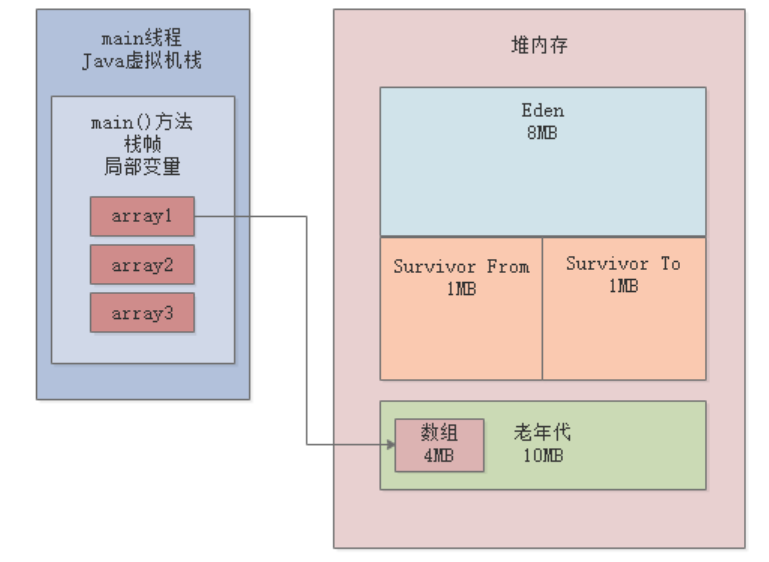 main线程
Java虚拟机栈
main()方法
栈帧
局部变量
array1
array2
array3
堆内存
Eden
8MB
Survivor From
1MB
Survivor To
1MB
数组
4MB
老年代
10MB